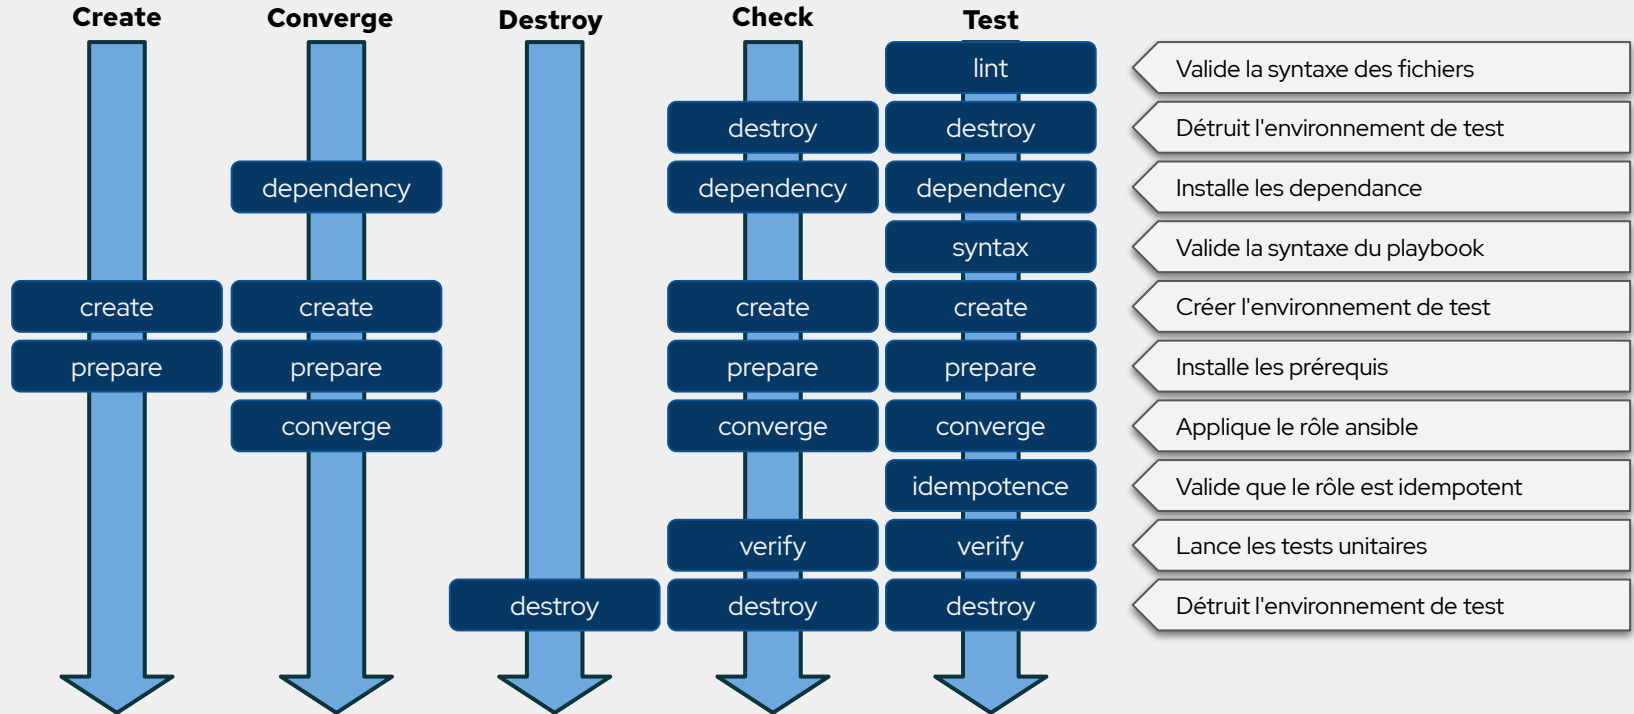 Create
Converge
Destroy
Check
Test
lint
Valide la syntaxe des fichiers
destroy
destroy
Détruit l'environnement de test
dependency
dependency
dependency
Installe les dependance
syntax
Valide la syntaxe du playbook
create
create
create
create
Créer l'environnement de test
prepare
prepare
prepare
prepare
Installe les prérequis
converge
converge
converge
Applique le rôle ansible
idempotence
Valide que le rôle est idempotent
verify
verify
Lance les tests unitaires
destroy
destroy
destroy
Détruit l'environnement de test